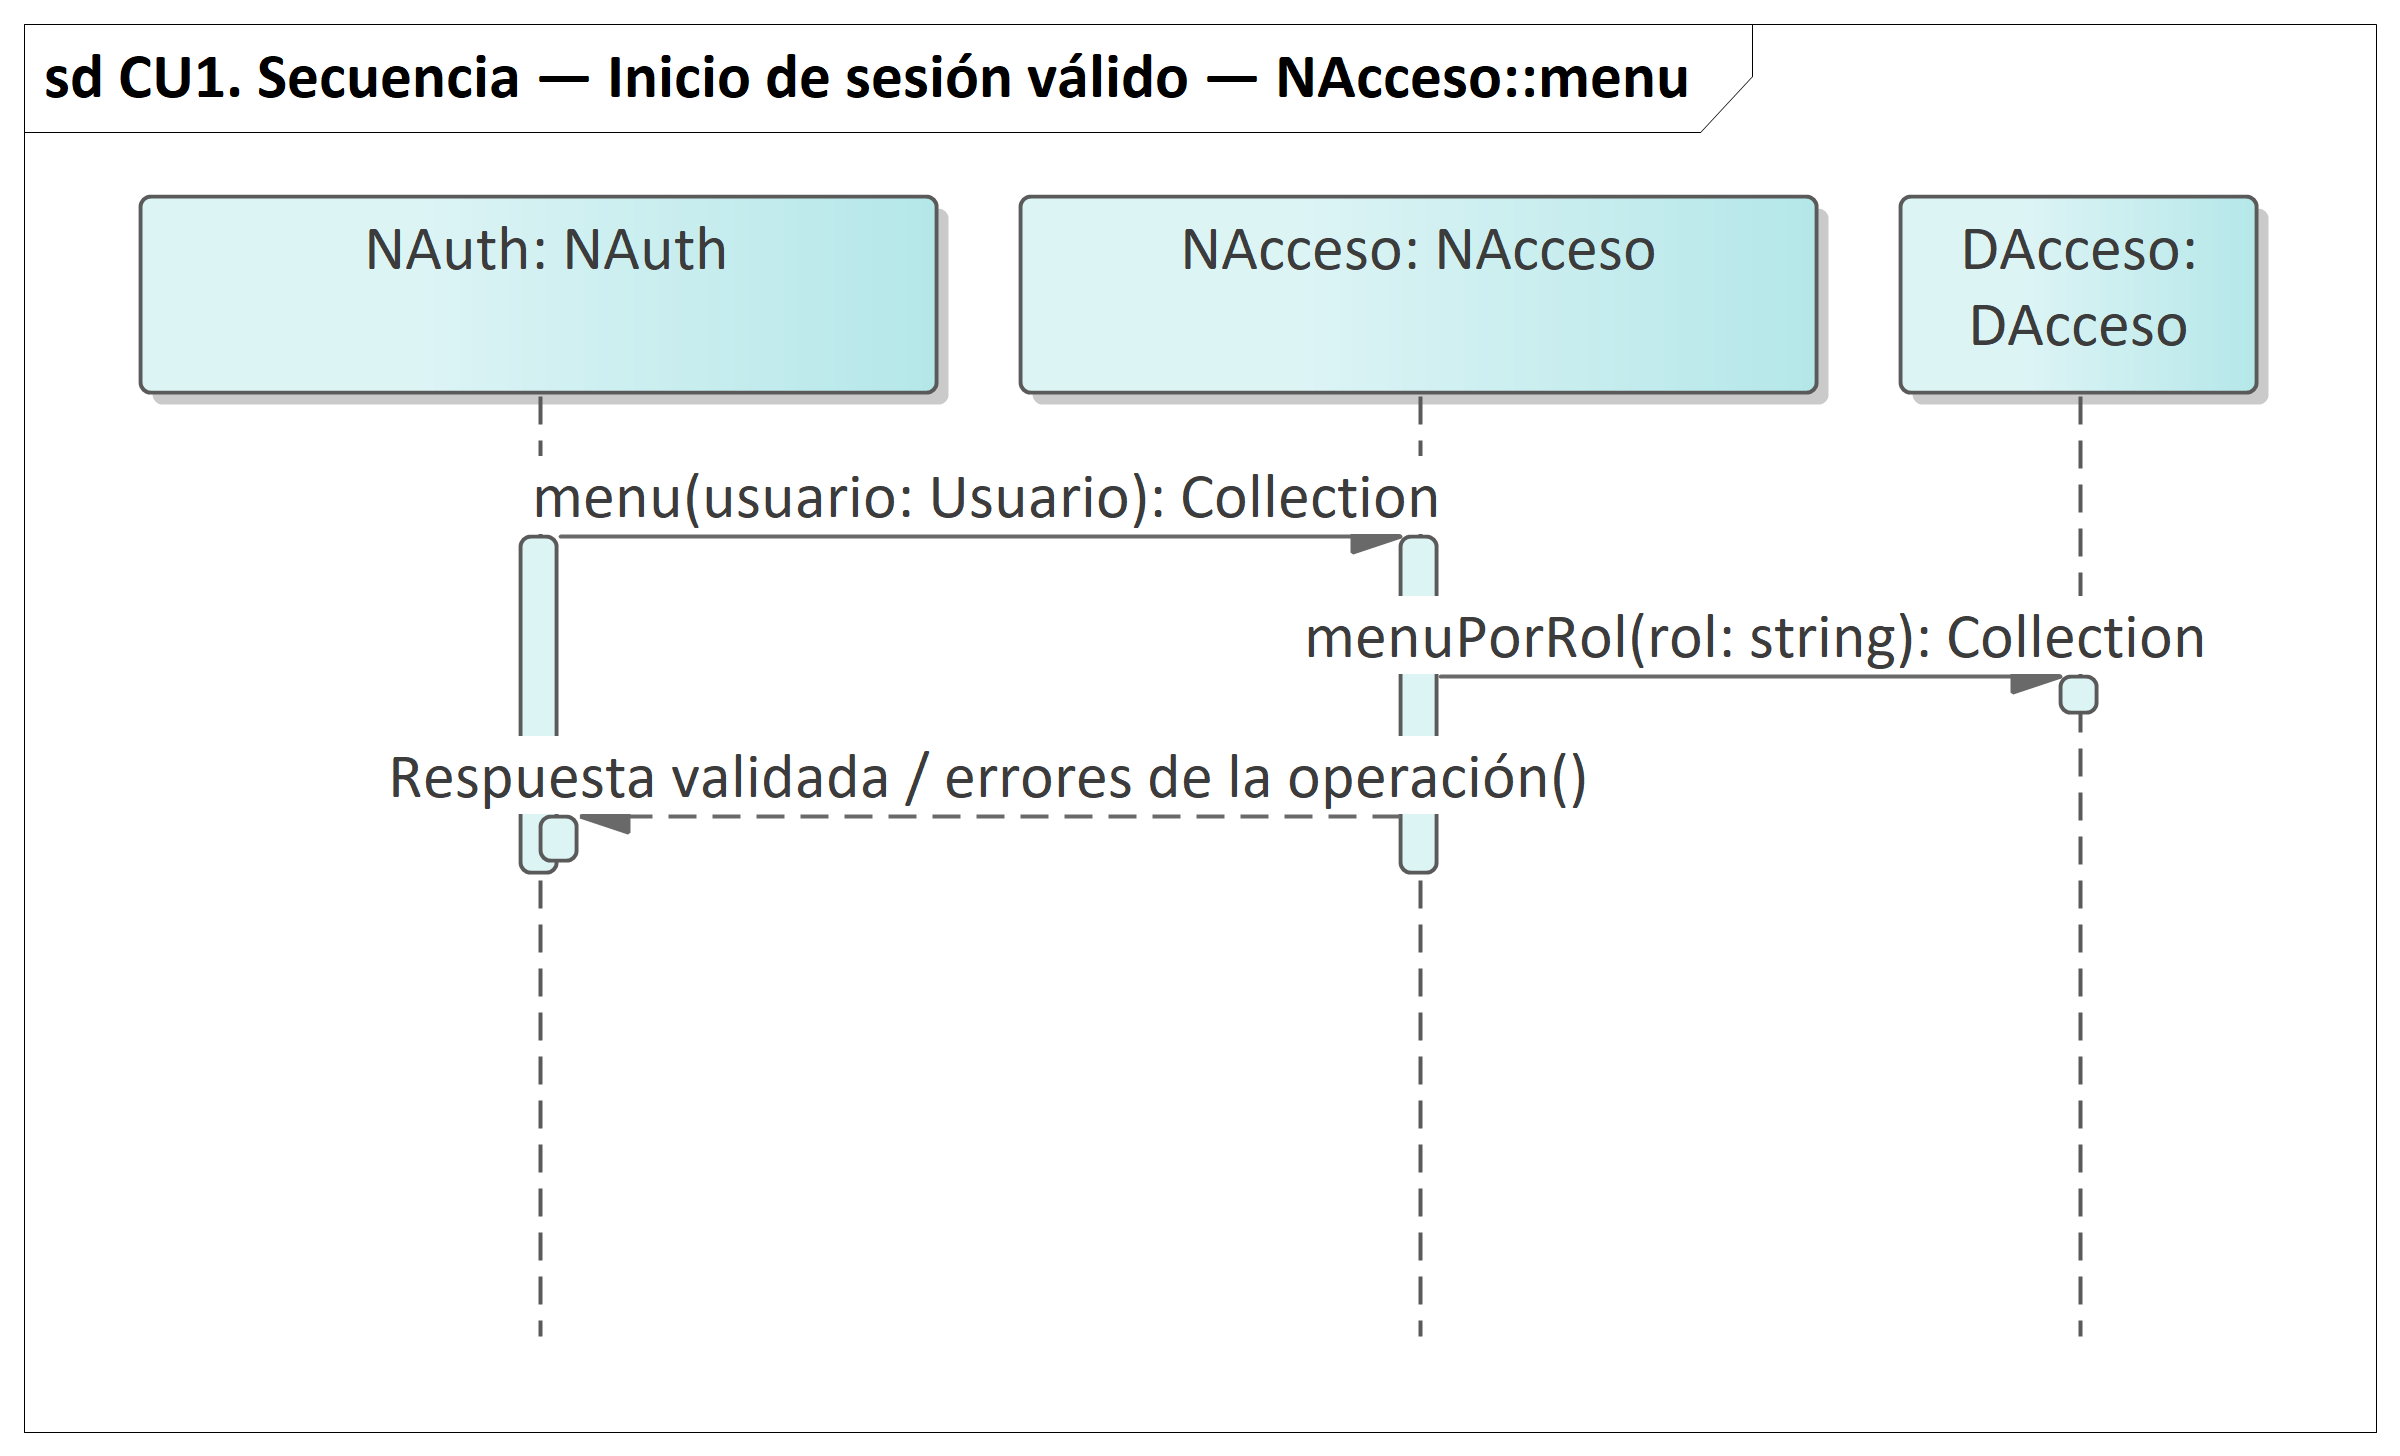 sd CU1. Secuencia — Inicio de sesión válido — NAcceso::menu
NAuth: NAuth
NAcceso: NAcceso
DAcceso:
DAcceso
menu(usuario: Usuario): Collection
menuPorRol(rol: string): Collection
Respuesta validada / errores de la operación()